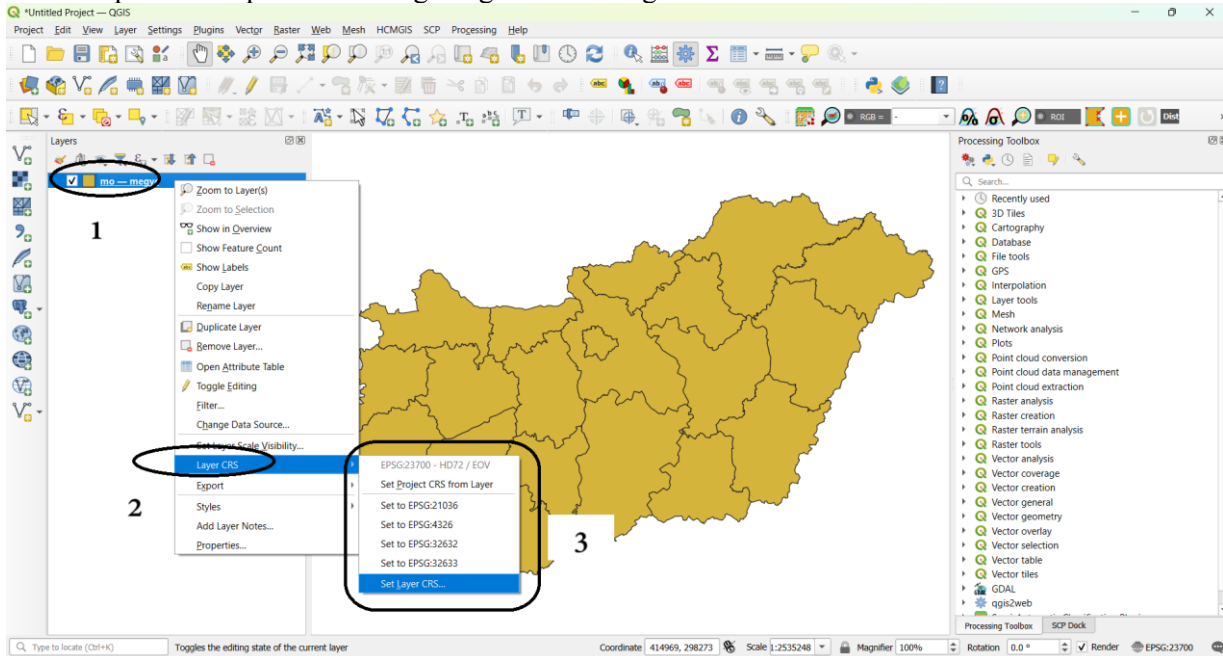 *Untitled Project — QGIS
Project Edit View Layer Settings Plugins Vector Raster Web Mesh HCMGIS SCP Processing Help
RGB = -
ROI
Dist
Layers
mo — megy
1
Zoom to Layer(s)
Zoom to Selection
Show in Overview
Show Feature Count
Show Labels
Copy Layer
Rename Layer
Duplicate Layer
Remove Layer...
Open Attribute Table
Toggle Editing
Filter...
Change Data Source...
Set Layer Scale Visibility...
Layer CRS
Export
Styles
Add Layer Notes...
Properties...
2
EPSG:23700 - HD72 / EOV
Set Project CRS from Layer
Set to EPSG:21036
Set to EPSG:4326
Set to EPSG:32632
Set to EPSG:32633
Set Layer CRS...
3
Processing Toolbox
Search...
Recently used
3D Tiles
Cartography
Database
File tools
GPS
Interpolation
Layer tools
Mesh
Network analysis
Plots
Point cloud conversion
Point cloud data management
Point cloud extraction
Raster analysis
Raster creation
Raster terrain analysis
Raster tools
Vector analysis
Vector coverage
Vector creation
Vector general
Vector geometry
Vector overlay
Vector selection
Vector table
Vector tiles
GDAL
qgis2web
Processing Toolbox SCP Dock
Type to locate (Ctrl+K) Toggles the editing state of the current layer Coordinate 414969, 298273 Scale 1:2535248 Magnifier 100% Rotation 0.0 ° Render EPSG:23700